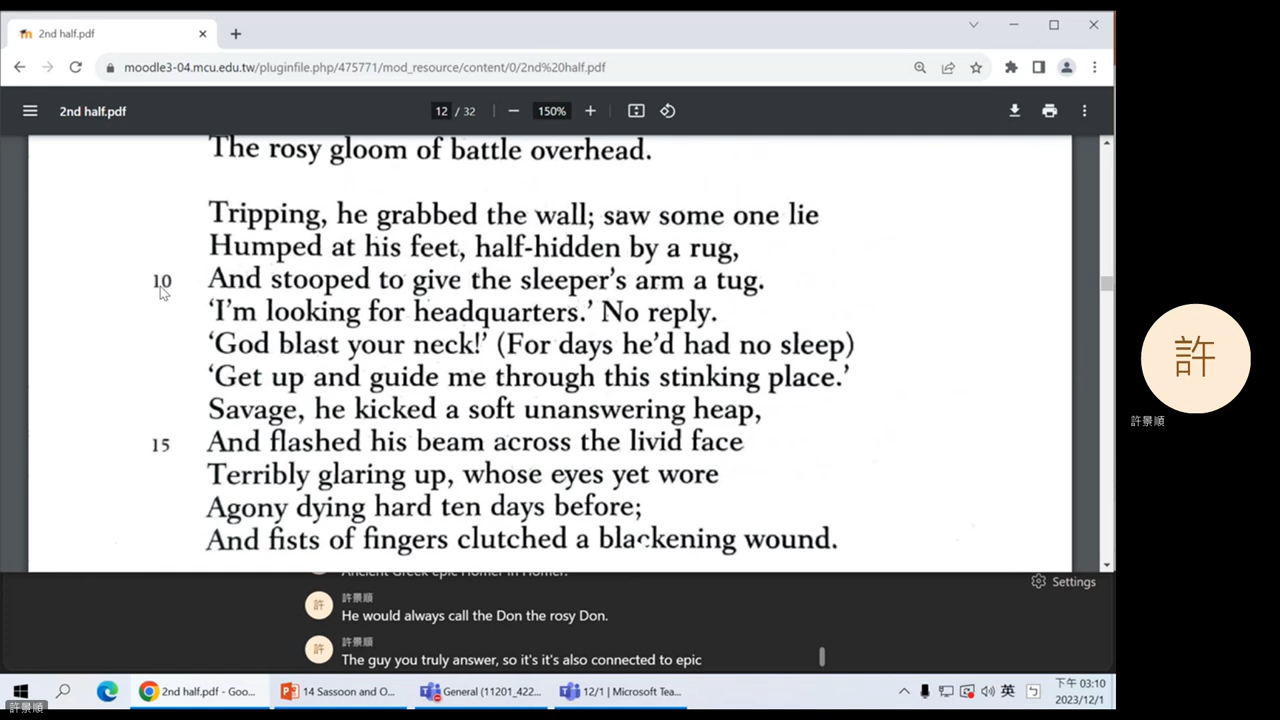 2nd half.pdf
moodle3-04.mcu.edu.tw/pluginfile.php/475771/mod_resource/content/0/2nd%20half.pdf
2nd half.pdf
12 / 32
150%
The rosy gloom of battle overhead.
Tripping, he grabbed the wall; saw some one lie
Humped at his feet, half-hidden by a rug,
10 And stooped to give the sleeper's arm a tug.
'I'm looking for headquarters.' No reply.
'God blast your neck!' (For days he'd had no sleep)
'Get up and guide me through this stinking place.'
Savage, he kicked a soft unanswering heap,
15 And flashed his beam across the livid face
Terribly glaring up, whose eyes yet wore
Agony dying hard ten days before;
And fists of fingers clutched a blackening wound.
許
許景順
Ancient Greek epic Homer in Homer.
Settings
許 許景順
He would always call the Don the rosy Don.
許 許景順
The guy you truly answer, so it's it's also connected to epic
2nd half.pdf - Goo...
14 Sassoon and O...
General (11201_422...
12/1 | Microsoft Tea...
英
下午 03:10
2023/12/1
許景順